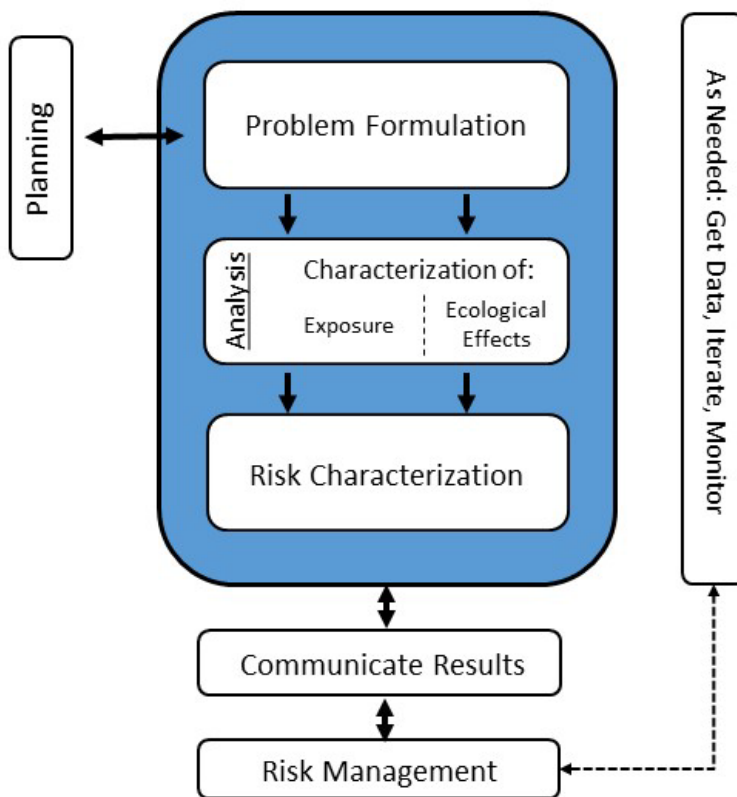 Planning
Problem Formulation
Analysis
Characterization of:
Exposure
Ecological
Effects
Risk Characterization
As Needed: Get Data, Iterate, Monitor
Communicate Results
Risk Management